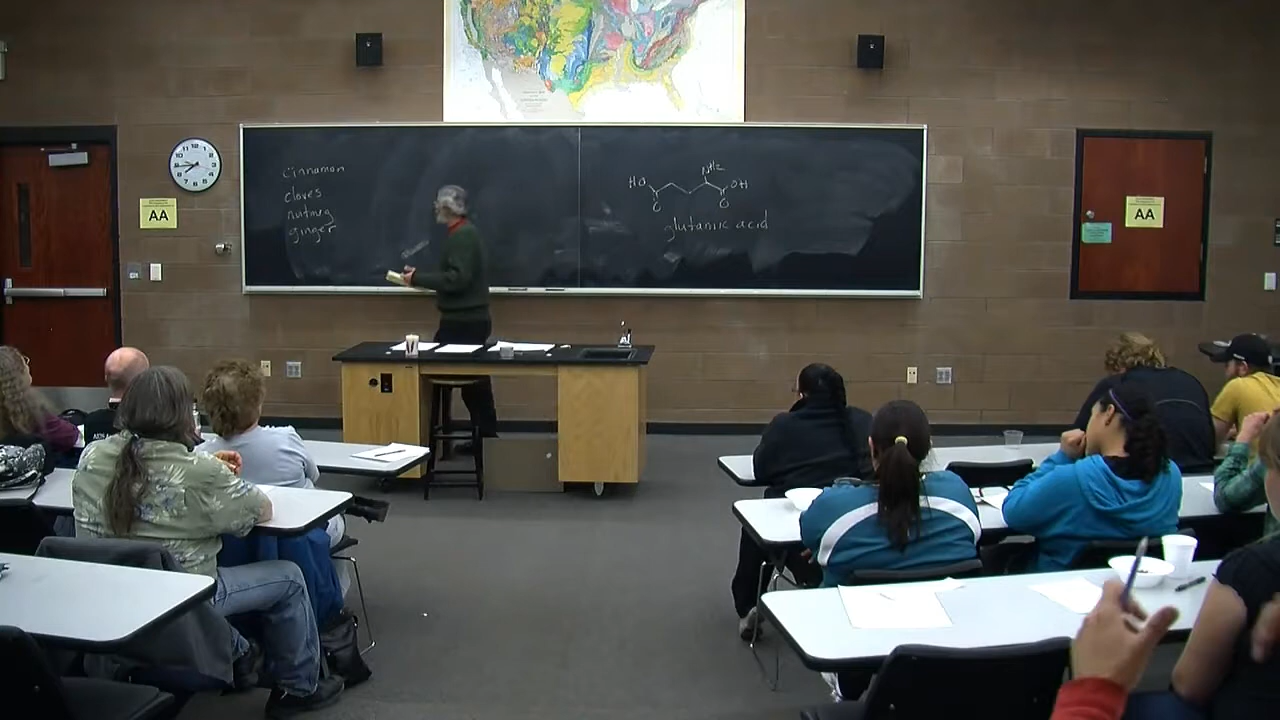 cinnamon
cloves
nutmeg
ginger
NH2
HO
OH
O
O
glutamic acid
AA
AA